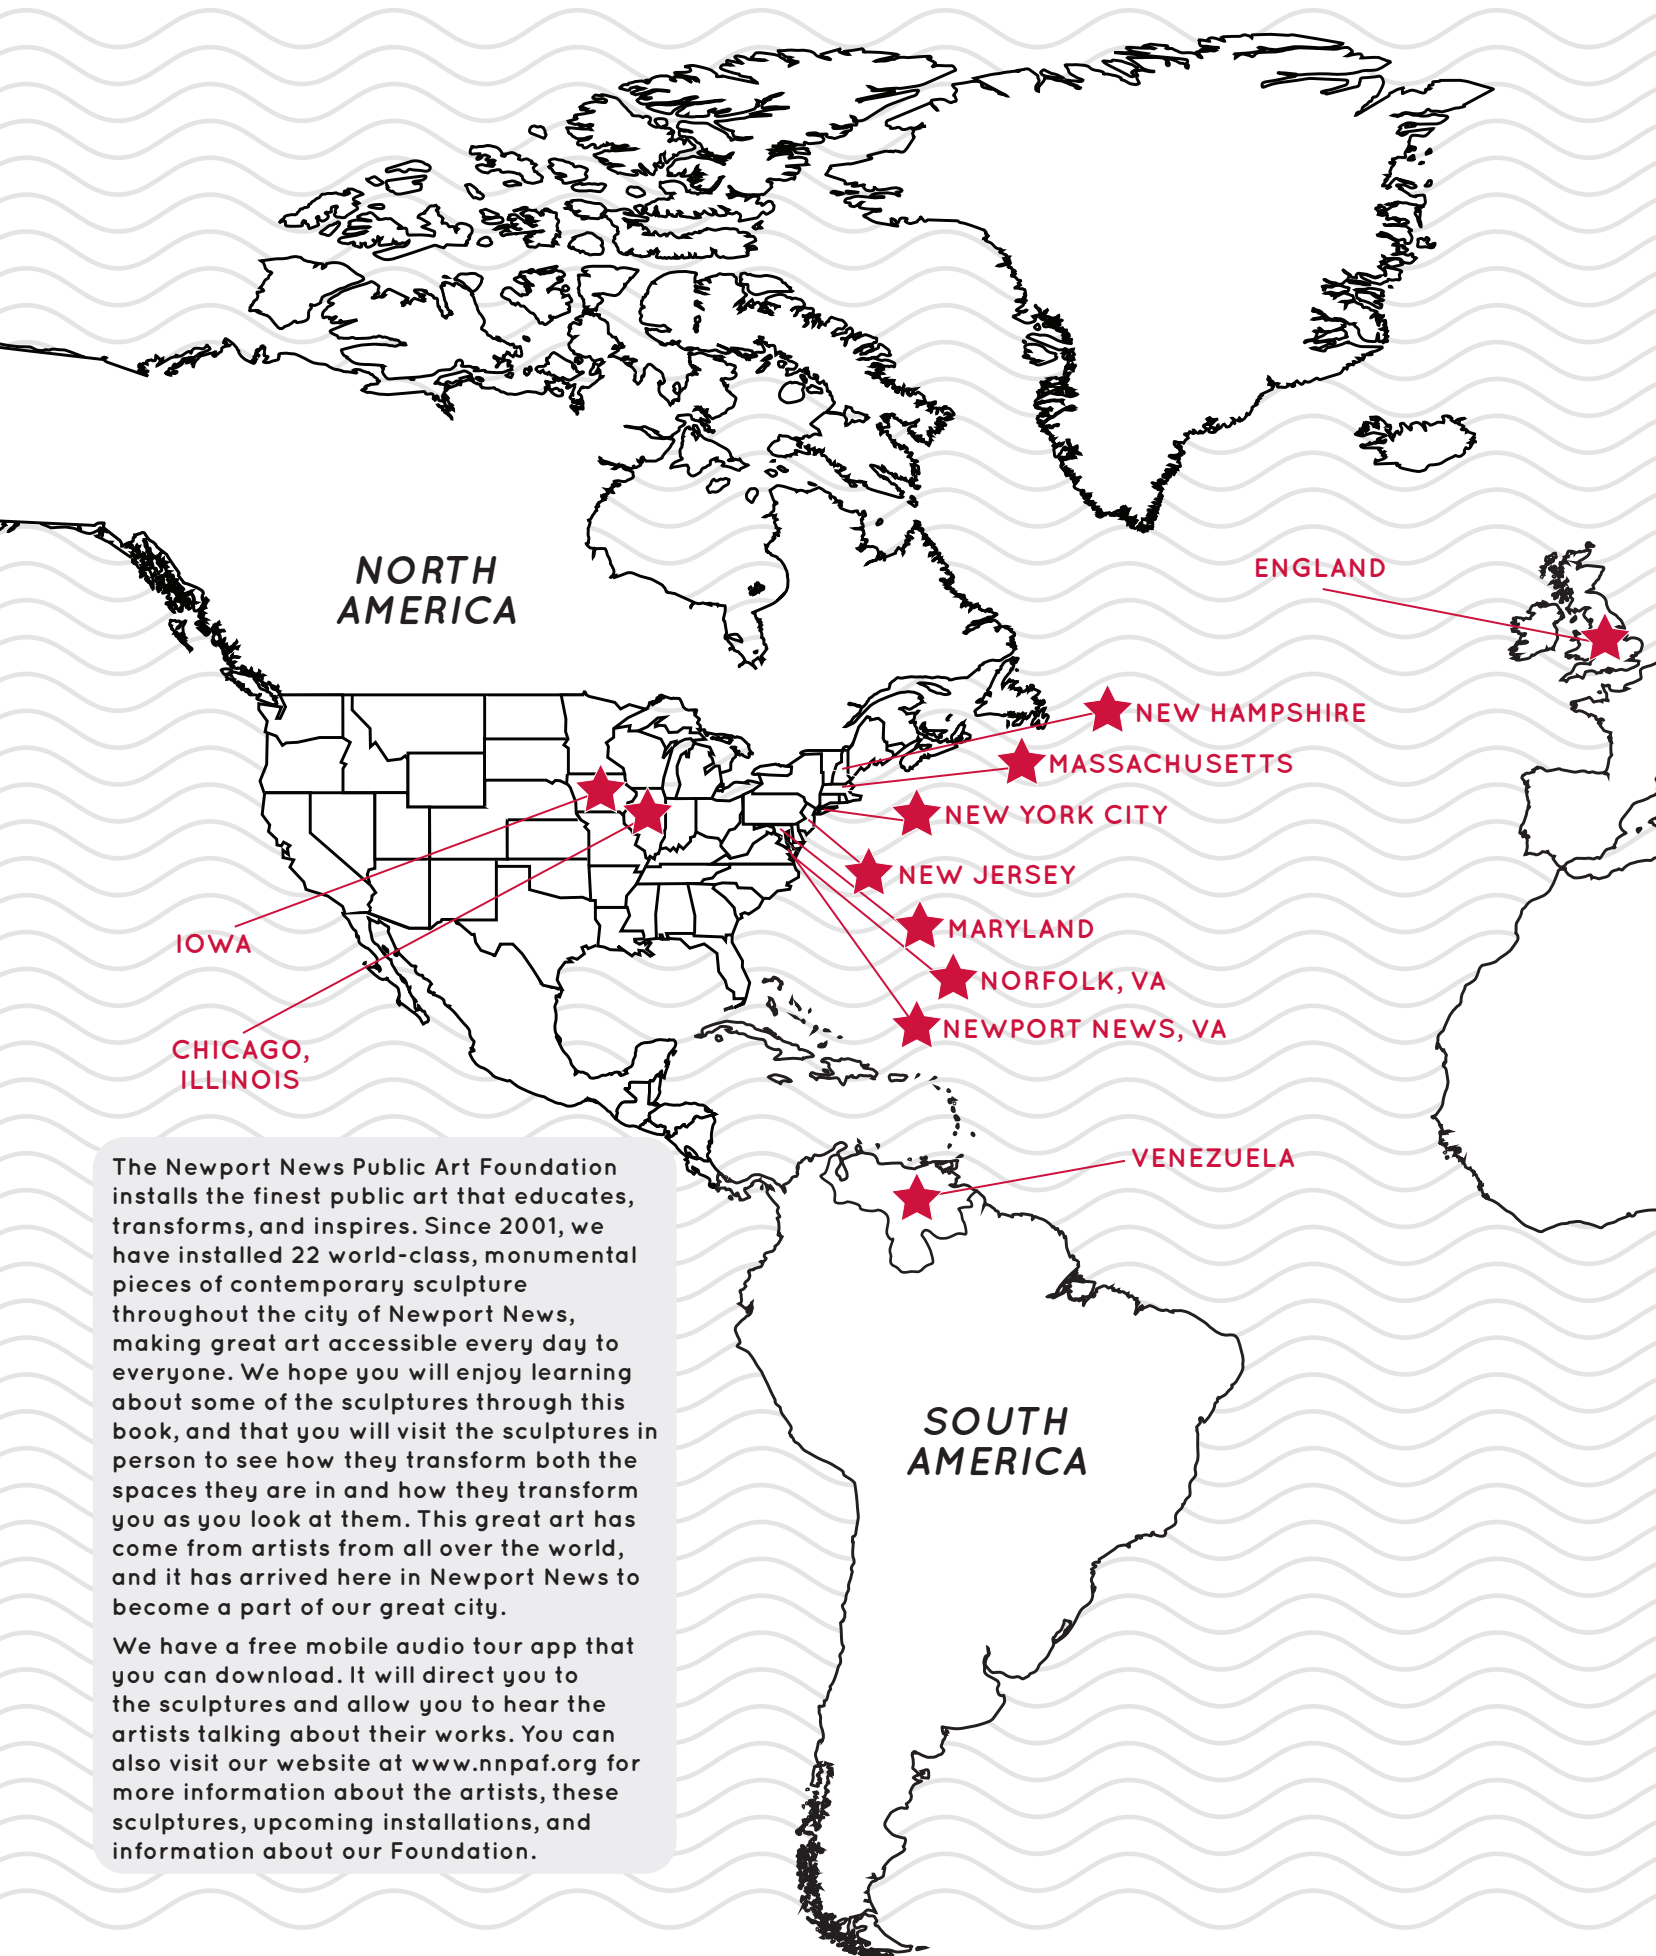 NORTH
AMERICA
ENGLAND
NEW HAMPSHIRE
MASSACHUSETTS
NEW YORK CITY
NEW JERSEY
MARYLAND
NORFOLK, VA
NEWPORT NEWS, VA
IOWA
CHICAGO,
ILLINOIS
VENEZUELA
SOUTH
AMERICA
The Newport News Public Art Foundation
installs the finest public art that educates,
transforms, and inspires. Since 2001, we
have installed 22 world-class, monumental
pieces of contemporary sculpture
throughout the city of Newport News,
making great art accessible every day to
everyone. We hope you will enjoy learning
about some of the sculptures through this
book, and that you will visit the sculptures in
person to see how they transform both the
spaces they are in and how they transform
you as you look at them. This great art has
come from artists from all over the world,
and it has arrived here in Newport News to
become a part of our great city.
We have a free mobile audio tour app that
you can download. It will direct you to
the sculptures and allow you to hear the
artists talking about their works. You can
also visit our website at www.nnpaf.org for
more information about the artists, these
sculptures, upcoming installations, and
information about our Foundation.